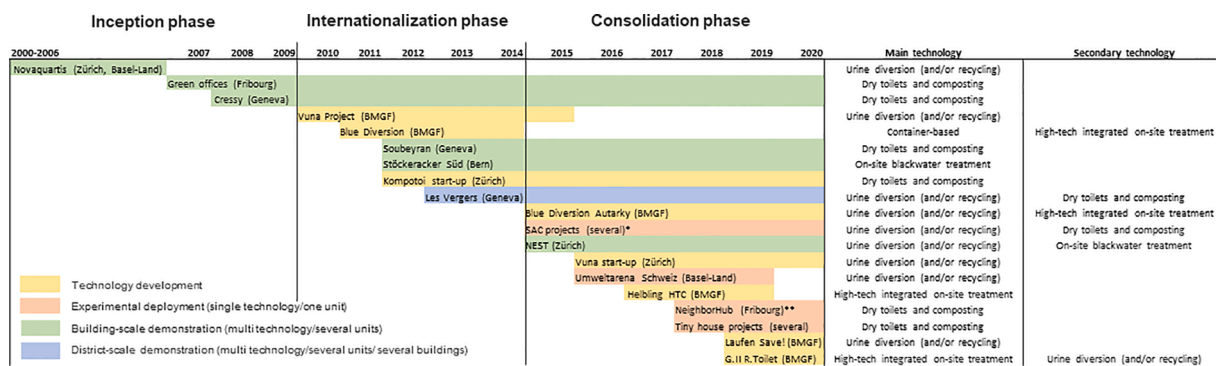 Inception phase Internationalization phase Consolidation phase
2000-2006 2007 2008 2009 2010 2011 2012 2013 2014 2015 2016 2017 2018 2019 2020 Main technology Secondary technology
Novaquartis (Zürich, Basel-Land) Urine diversion (and/or recycling)
Green offices (Fribourg) Dry toilets and composting
Cressy (Geneva) Dry toilets and composting
Vuna Project (BMGF) Urine diversion (and/or recycling)
Blue Diversion (BMGF) Container-based High-tech integrated on-site treatment
Soubeyran (Geneva) Dry toilets and composting
Stöckeracker Süd (Bern) On-site blackwater treatment
Kompotoi start-up (Zürich) Dry toilets and composting
Les Vergers (Geneva) Urine diversion (and/or recycling) Dry toilets and composting
Blue Diversion Autarky (BMGF) Urine diversion (and/or recycling) High-tech integrated on-site treatment
SAC projects (several)* Urine diversion (and/or recycling) Dry toilets and composting
NEST (Zürich) Urine diversion (and/or recycling) On-site blackwater treatment
Vuna start-up (Zürich) Urine diversion (and/or recycling)
Umweltarena Schweiz (Basel-Land) Urine diversion (and/or recycling)
Helbling HTC (BMGF) High-tech integrated on-site treatment
NeighborHub (Fribourg)** Dry toilets and composting
Tiny house projects (several) Dry toilets and composting
Laufen Save! (BMGF) Urine diversion (and/or recycling)
G.II R.Toilet (BMGF) High-tech integrated on-site treatment Urine diversion (and/or recycling)
Technology development
Experimental deployment (single technology/one unit)
Building-scale demonstration (multi technology/several units)
District-scale demonstration (multi technology/several units/ several buildings)